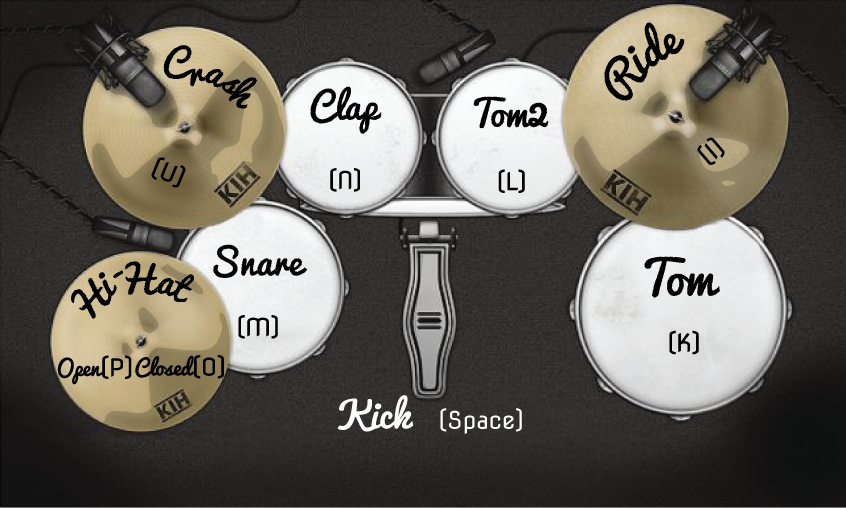 Crash
(U)
KIH
Clap
(N)
Tom2
(L)
Ride
(I)
KIH
Hi-Hat
Open(P) Closed(O)
KIH
Snare
(M)
Tom
(K)
Kick (Space)